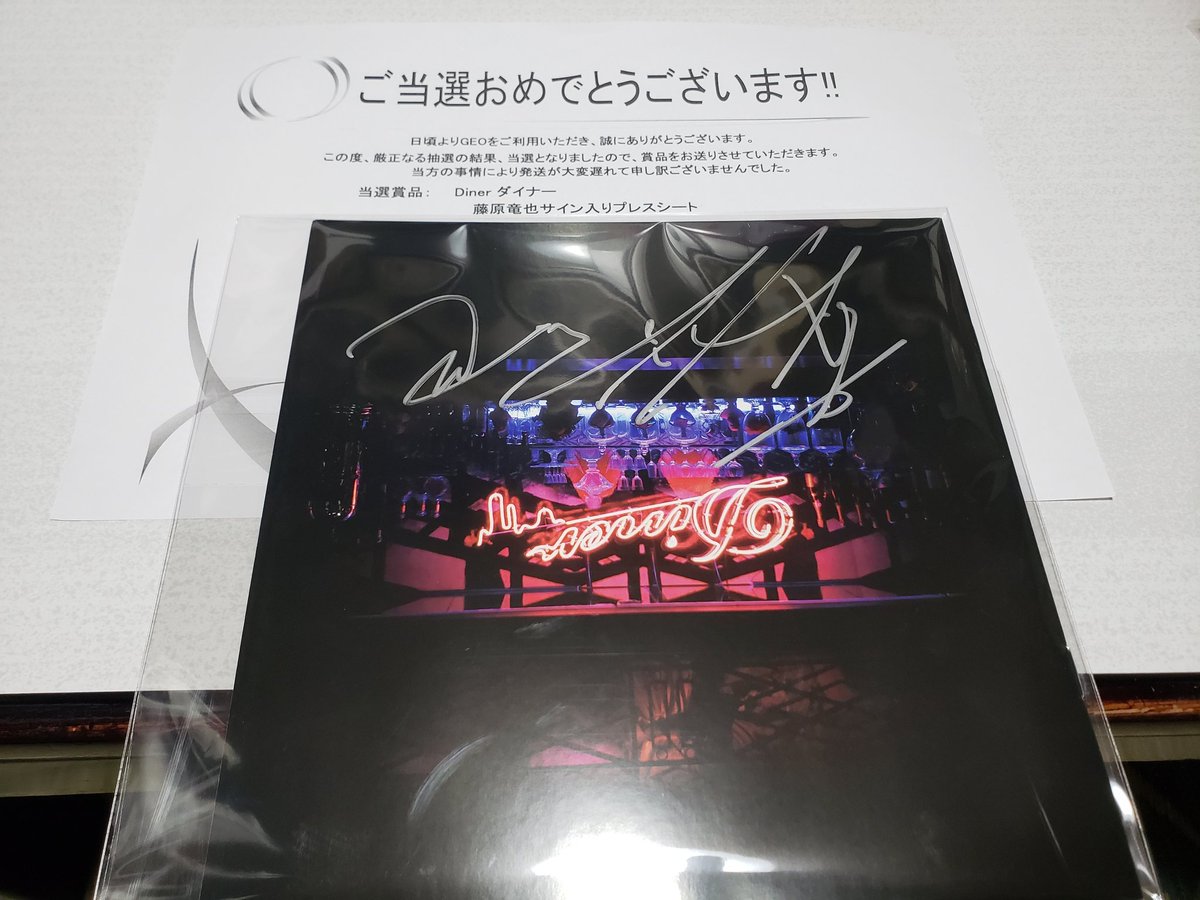 ご当選おめでとうございます!!
日頃よりGEOをご利用いただき、誠にありがとうございます。
この度、厳正なる抽選の結果、当選となりましたので、賞品をお送りさせていただきます。
当方の事情により発送が大変遅れて申し訳ございませんでした。
当選賞品： Diner ダイナー
藤原竜也サイン入りプレスシート
Diner